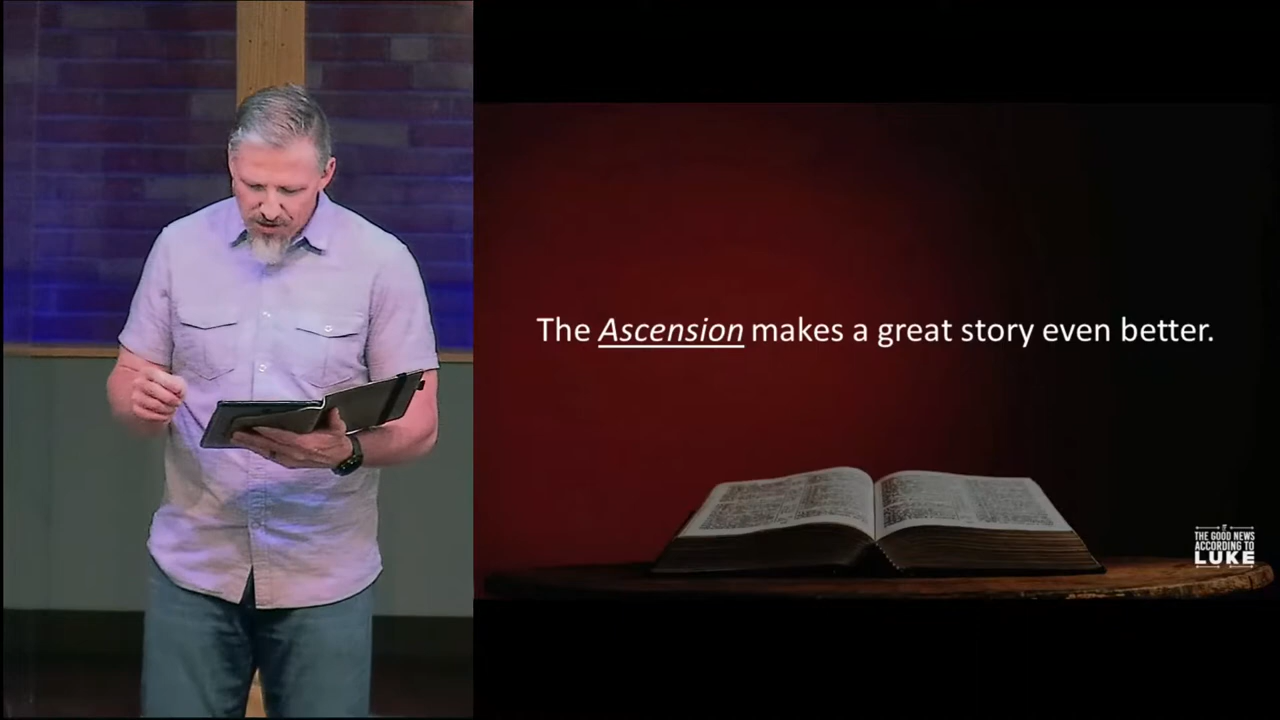 The Ascension makes a great story even better.
THE GOOD NEWS
ACCORDING TO
LUKE